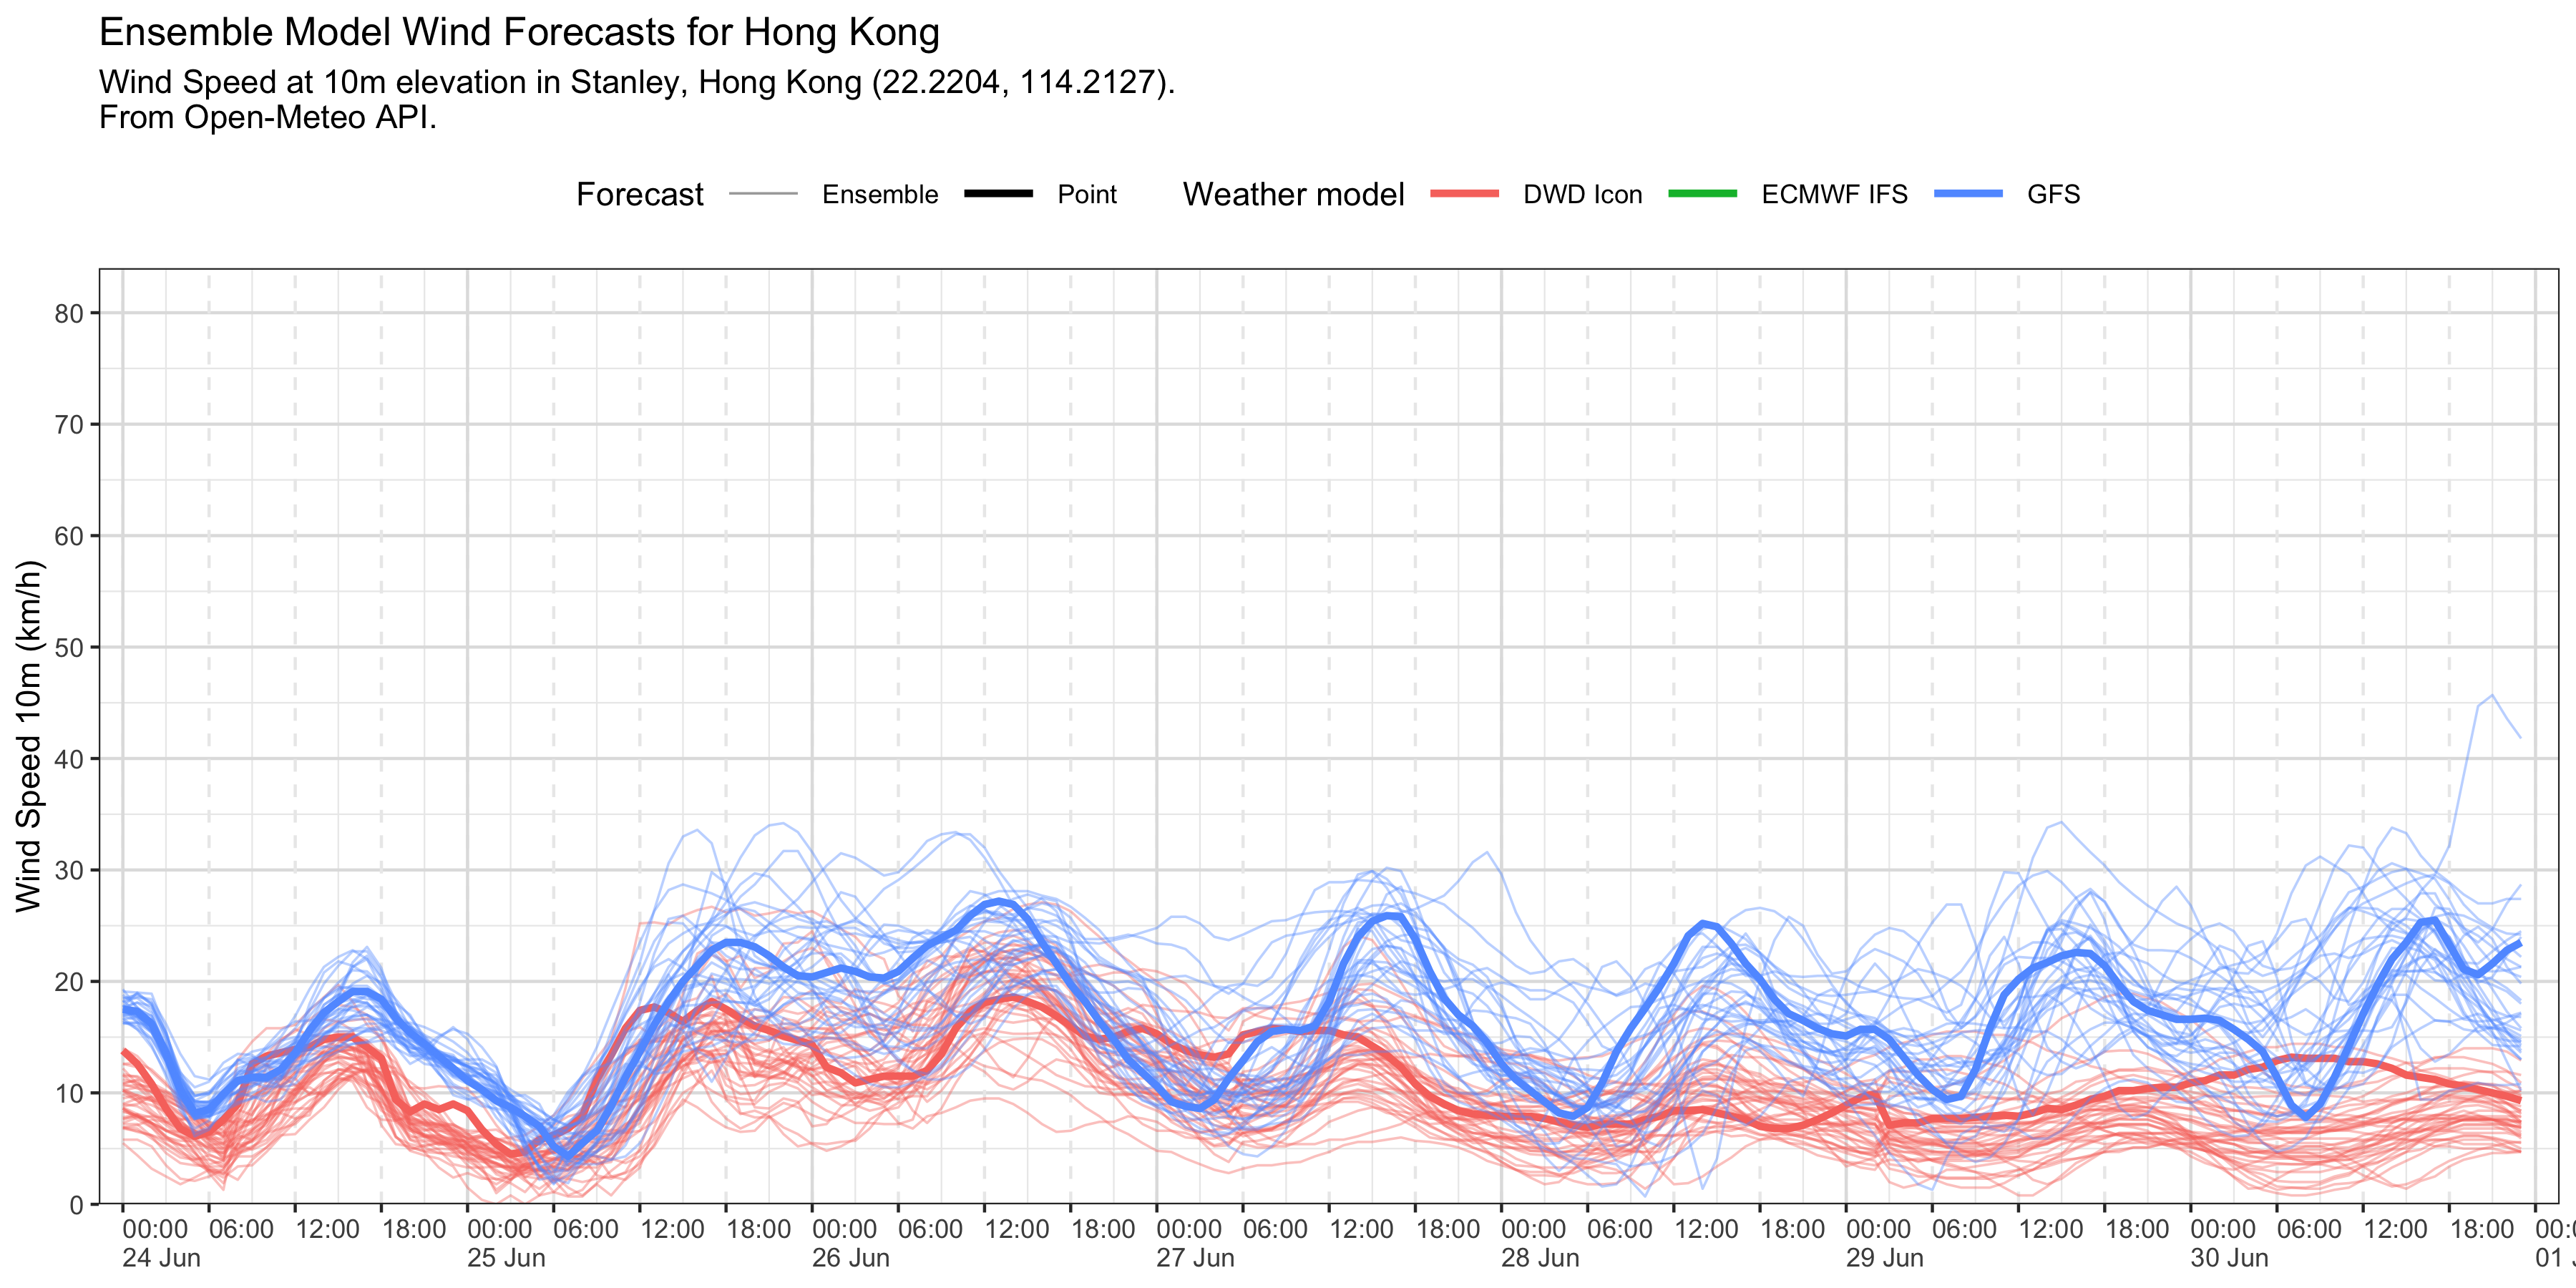 Ensemble Model Wind Forecasts for Hong Kong
Wind Speed at 10m elevation in Stanley, Hong Kong (22.2204, 114.2127).
From Open-Meteo API.
Forecast Ensemble Point Weather model DWD Icon ECMWF IFS GFS
Wind Speed 10m (km/h)
80
70
60
50
40
30
20
10
0
00:00 06:00 12:00 18:00 00:00 06:00 12:00 18:00 00:00 06:00 12:00 18:00 00:00 06:00 12:00 18:00 00:00 06:00 12:00 18:00 00:00 06:00 12:00 18:00 00:00 06:00 12:00 18:00 00:
24 Jun 25 Jun 26 Jun 27 Jun 28 Jun 29 Jun 30 Jun 01